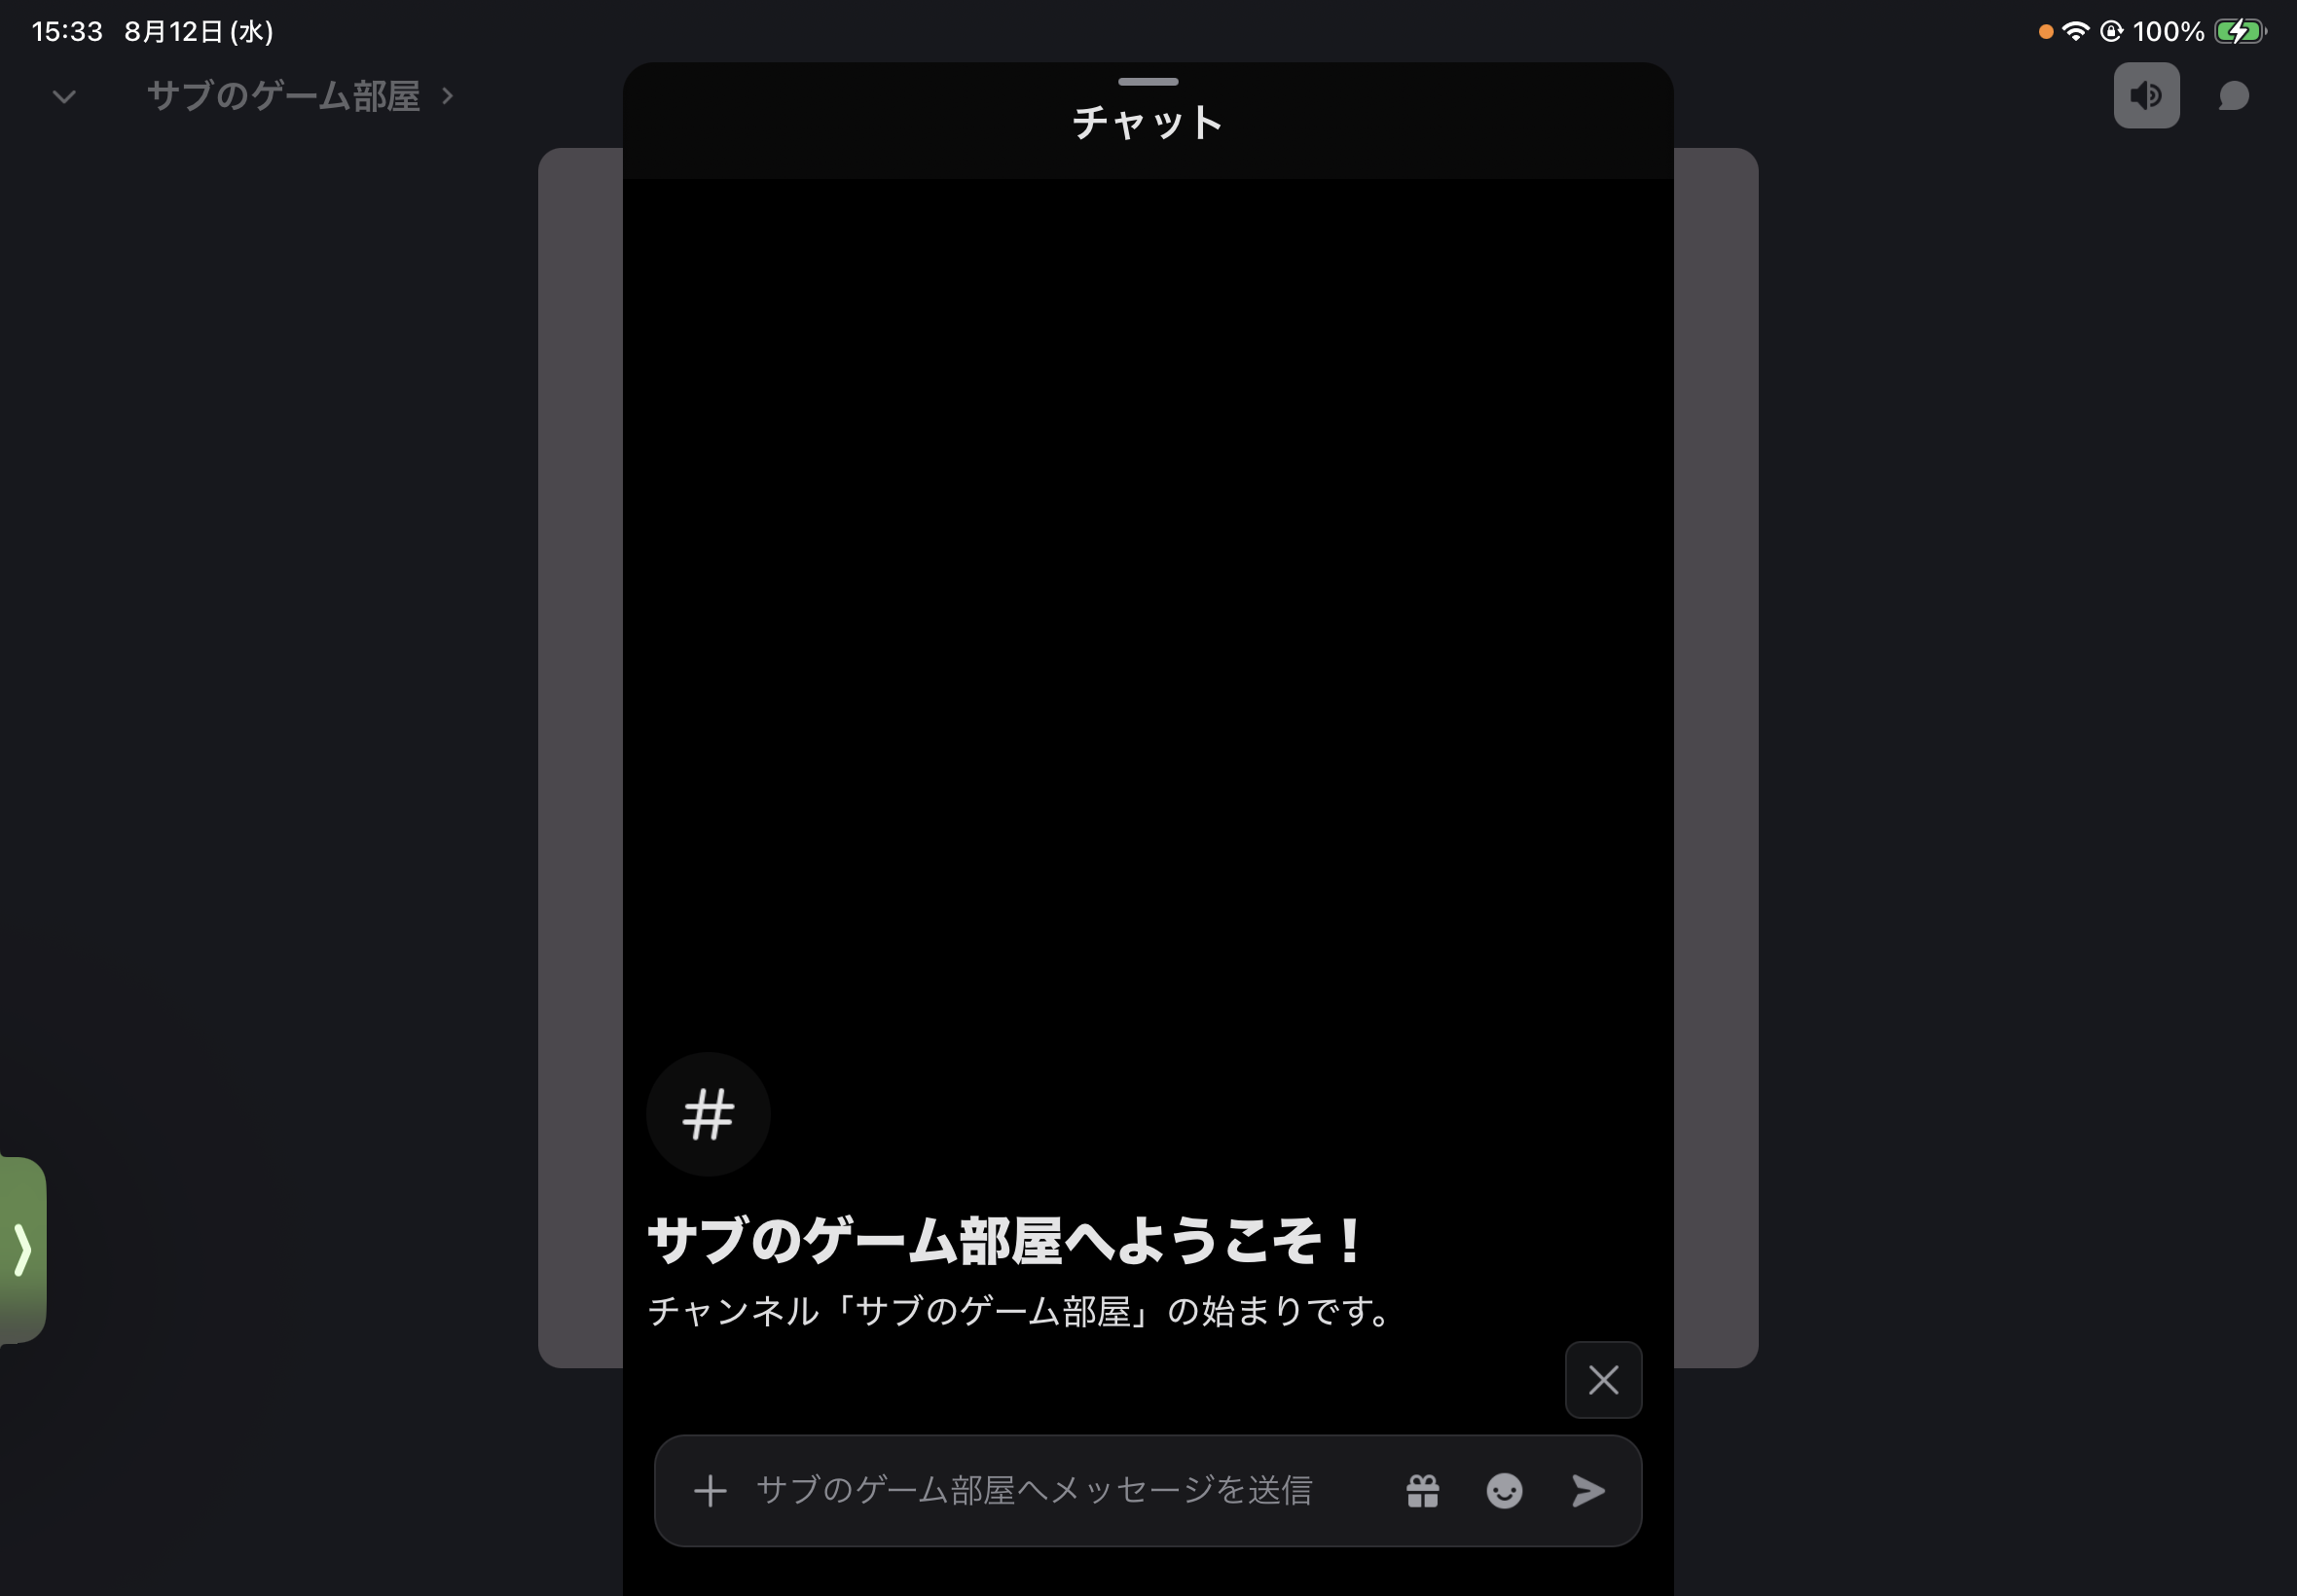 15:33 8月12日(水)
100%
サブのゲーム部屋
チャット
サブのゲーム部屋へようこそ！
チャンネル「サブのゲーム部屋」の始まりです。
サブのゲーム部屋へメッセージを送信